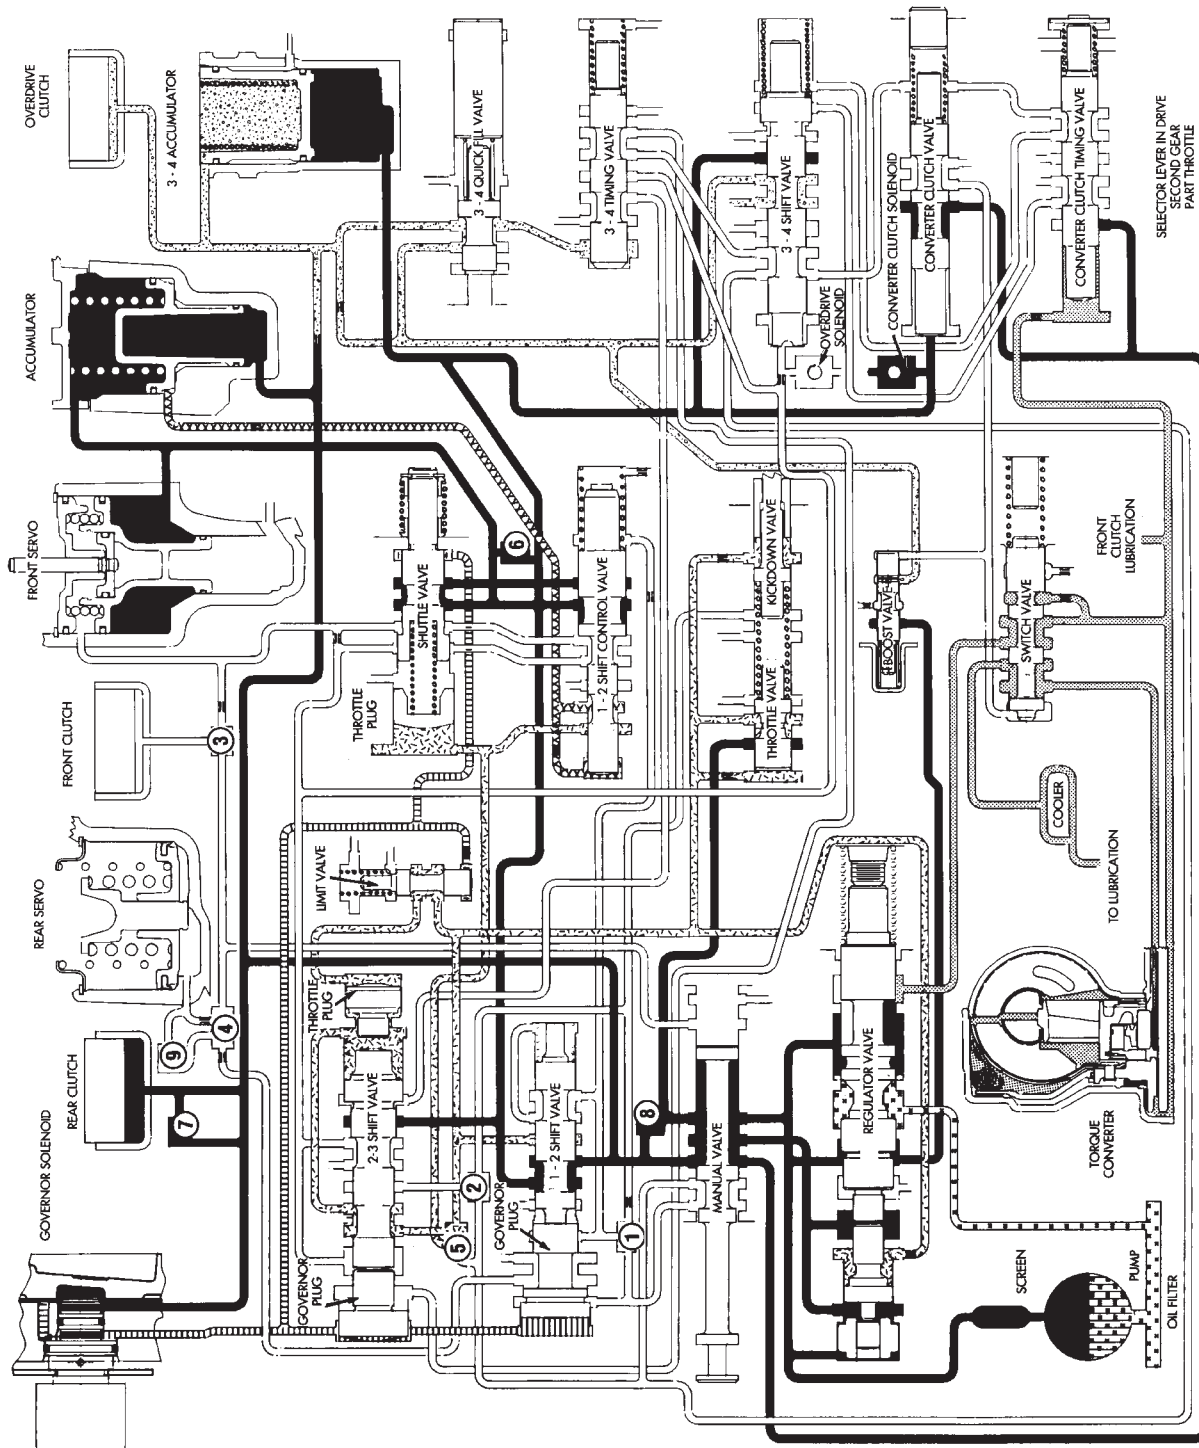 GOVERNOR SOLENOID
REAR CLUTCH
REAR SERVO
FRONT CLUTCH
FRONT SERVO
ACCUMULATOR
OVERDRIVE
CLUTCH
3 - 4 ACCUMULATOR
7
9
4
3
GOVERNOR
PLUG
2-3 SHIFT VALVE
THROTTLE
PLUG
LIMIT VALVE
THROTTLE
PLUG
SHUTTLE VALVE
6
3 - 4 QUICK FILL VALVE
5
2
GOVERNOR
PLUG
1 - 2 SHIFT VALVE
1 - 2 SHIFT CONTROL VALVE
3 - 4 TIMING VALVE
1
8
MANUAL VALVE
THROTTLE VALVE
KICKDOWN VALVE
3 - 4 SHIFT VALVE
OVERDRIVE
SOLENOID
REGULATOR VALVE
T BOOST VALVE
CONVERTER CLUTCH SOLENOID
CONVERTER CLUTCH VALVE
SCREEN
PUMP
OIL FILTER
TORQUE
CONVERTER
TO LUBRICATION
COOLER
SWITCH VALVE
FRONT
CLUTCH
LUBRICATION
CONVERTER CLUTCH TIMING VALVE
SELECTOR LEVER IN DRIVE
SECOND GEAR
PART THROTTLE